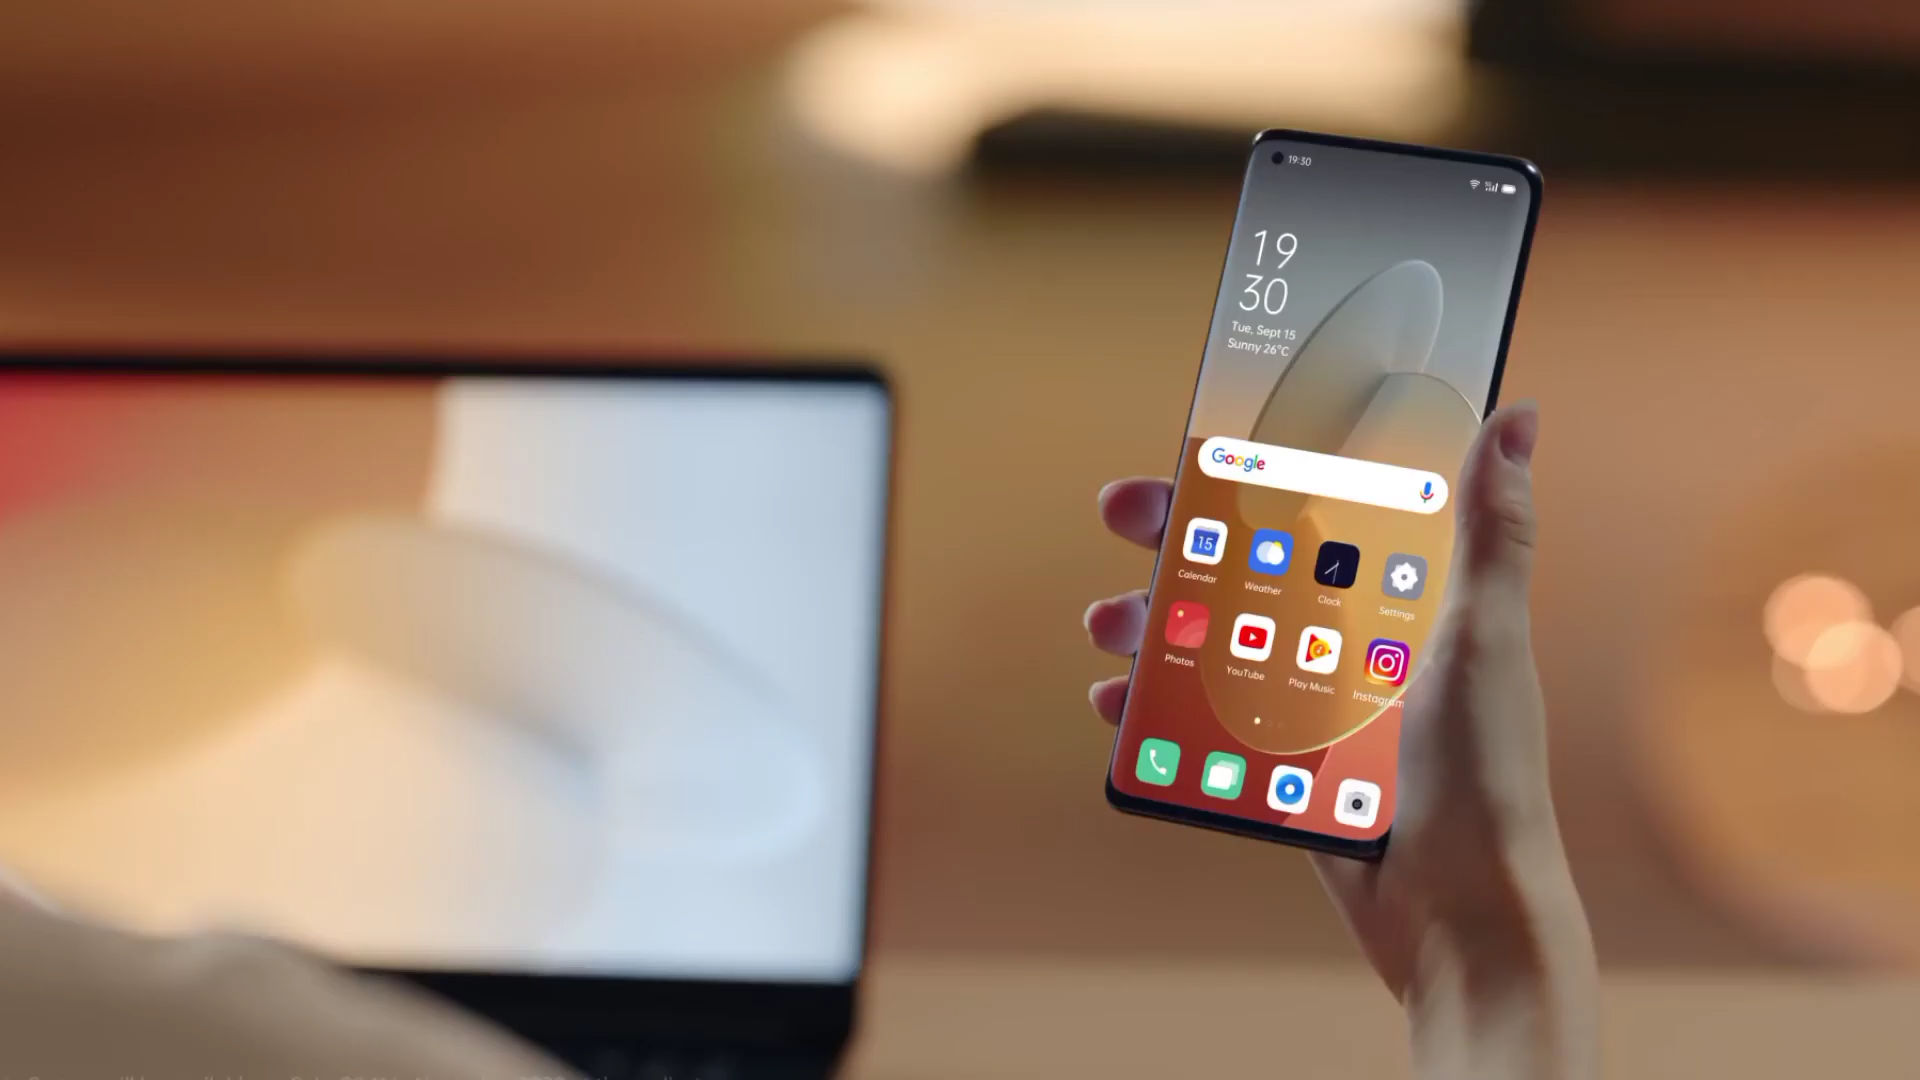 19:30
5G
19
30
Tue, Sept 15
Sunny 26°C
Google
15
Calendar
Weather
Clock
Settings
Photos
YouTube
Play Music
Instagram